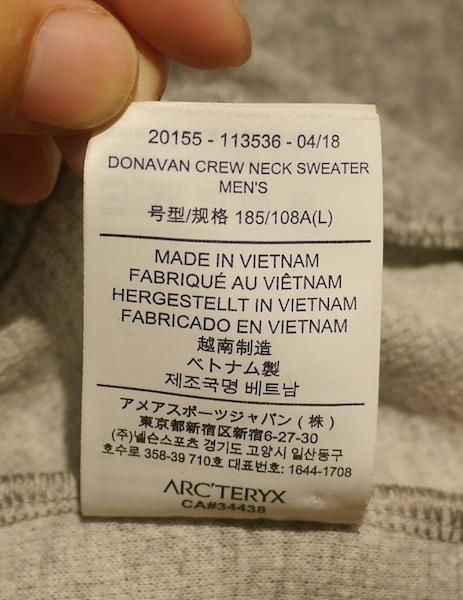 20155 - 113536 - 04/18
DONAVAN CREW NECK SWEATER
MEN'S
号型/规格 185/108A(L)
MADE IN VIETNAM
FABRIQUÉ AU VIÊTNAM
HERGESTELLT IN VIETNAM
FABRICADO EN VIETNAM
越南制造
ベトナム製
제조국명 베트남
アメアスポーツジャパン(株)
東京都新宿区新宿6-27-30
(주)넬슨스포츠 경기도 고양시 일산동구
호수로 358-39 710호 대표번호: 1644-1708
ARC'TERYX
CA#34438